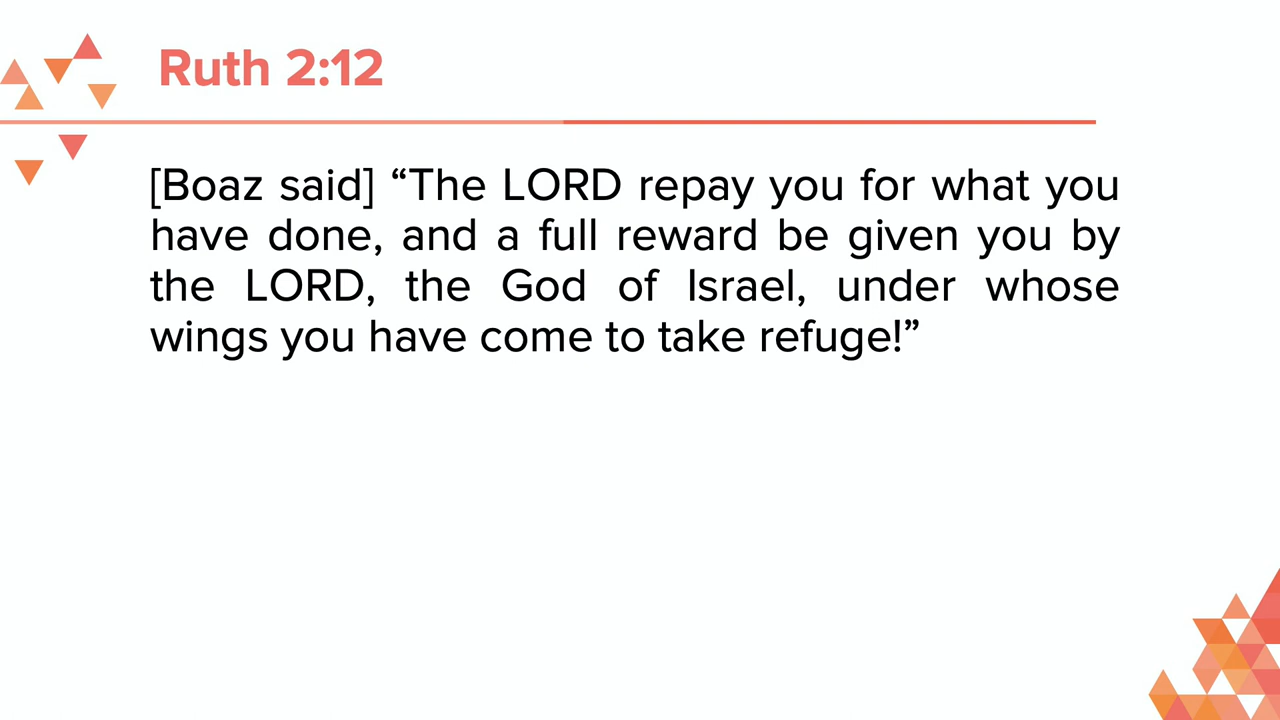 Ruth 2:12
[Boaz said] “The LORD repay you for what you
have done, and a full reward be given you by
the LORD, the God of Israel, under whose
wings you have come to take refuge!”